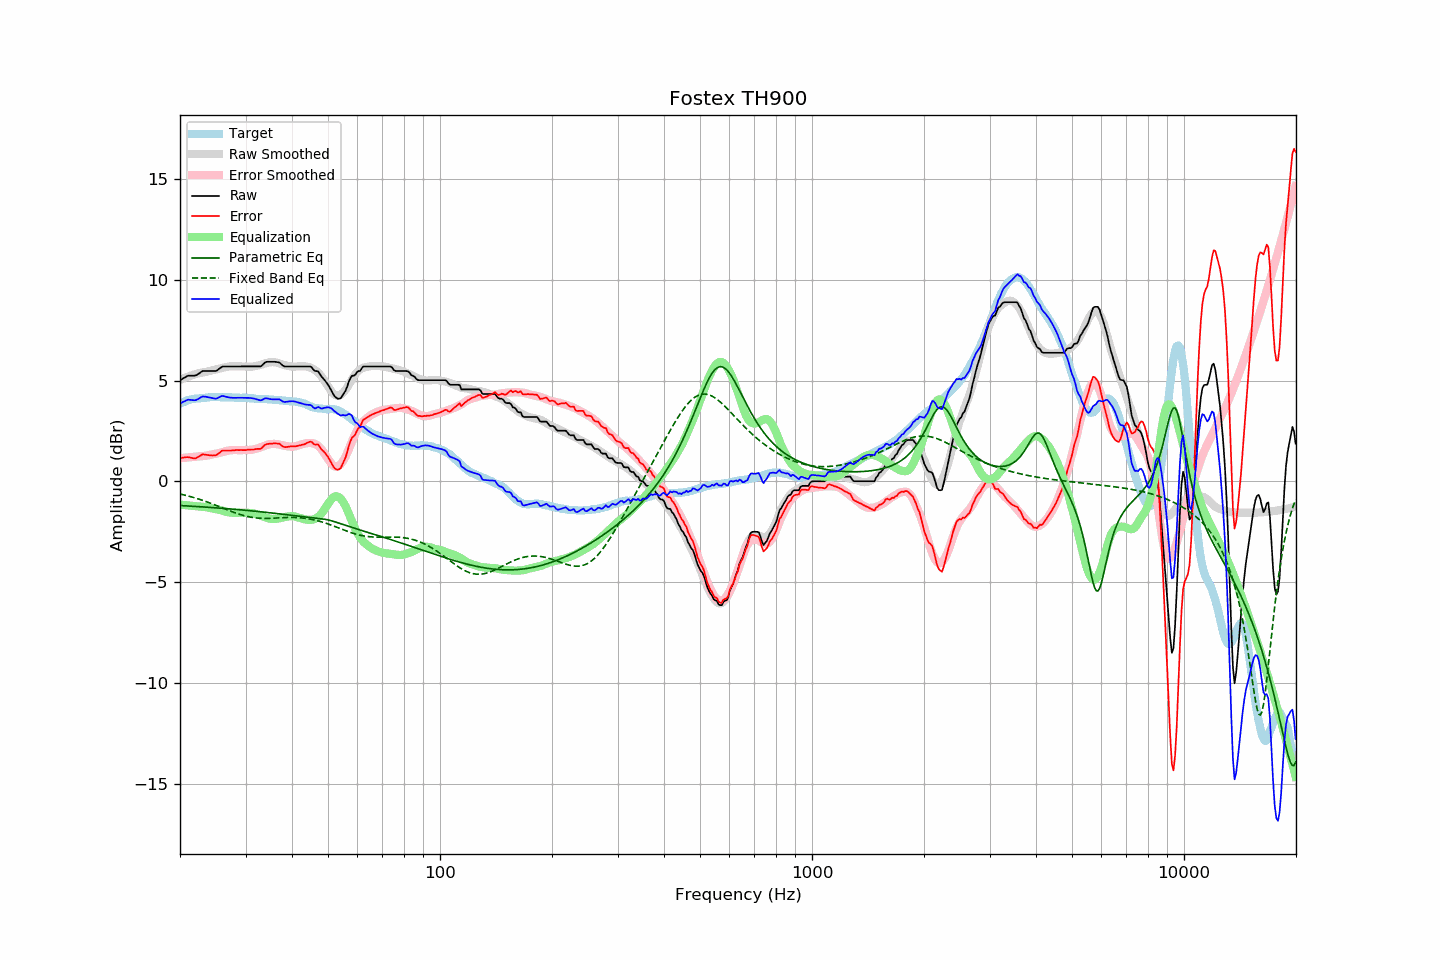 Fostex TH900
Target
Raw Smoothed
Error Smoothed
Raw
Error
Equalization
Parametric Eq
Fixed Band Eq
Equalized
15
10
5
0
−5
−10
−15
Amplitude (dBr)
100
1000
10000
Frequency (Hz)